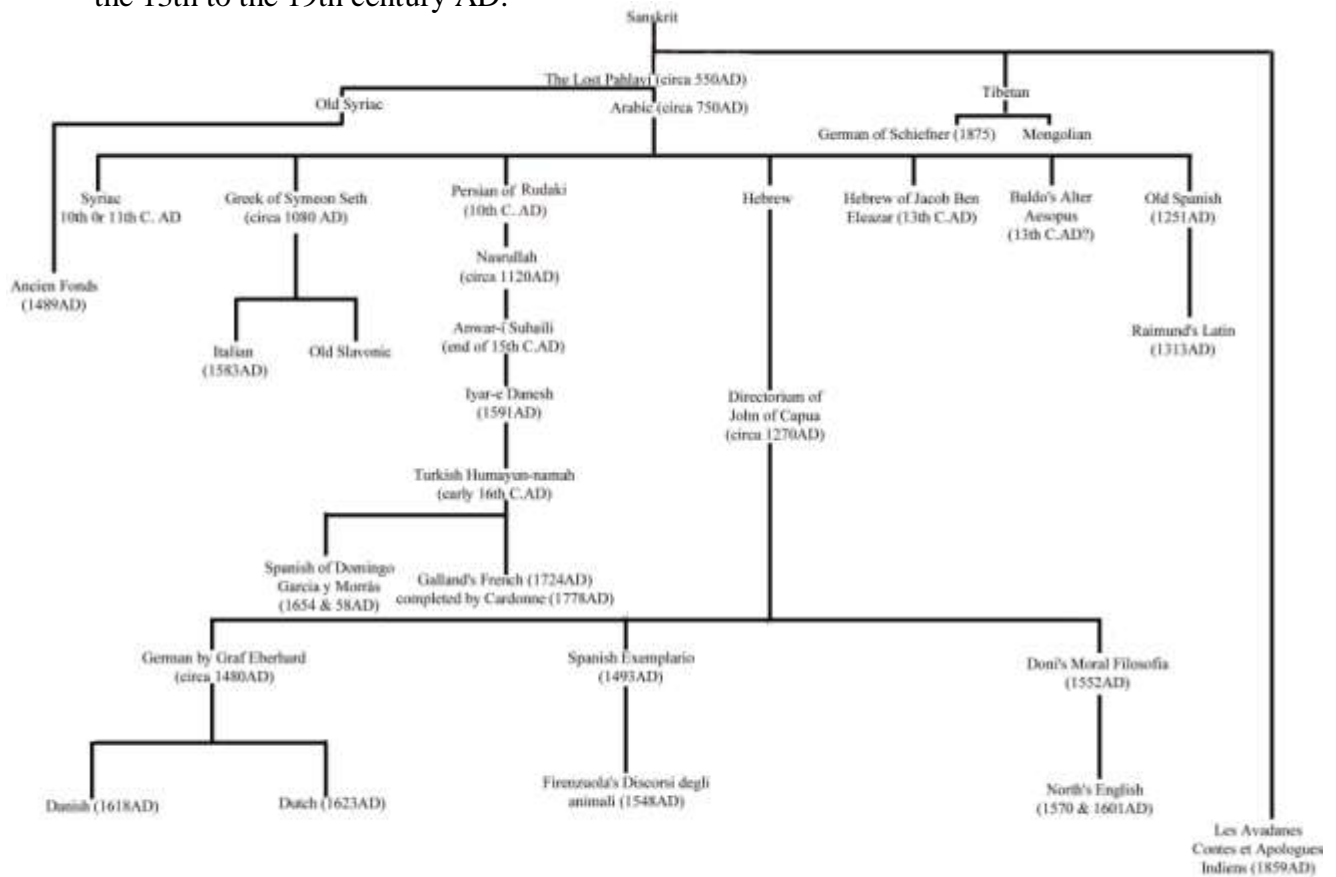 the 13th to the 19th century AD.
Sanskrit
The Lost Pahlavi (circa 550AD)
Old Syriac
Arabic (circa 750AD)
Tibetan
German of Schiefner (1875)
Mongolian
Syriac
10th 0r 11th C. AD
Greek of Symeon Seth
(circa 1080 AD)
Persian of Rudaki
(10th C. AD)
Hebrew
Hebrew of Jacob Ben
Eleazar (13th C.AD)
Baldo's Alter
Aesopus
(13th C.AD?)
Old Spanish
(1251AD)
Nasrullah
(circa 1120AD)
Ancien Fonds
(1489AD)
Anwar-i Suhaili
(end of 15th C.AD)
Raimund's Latin
(1313AD)
Italian
(1583AD)
Old Slavonic
Iyar-e Danesh
(1591AD)
Directorium of
John of Capua
(circa 1270AD)
Turkish Humayun-namah
(early 16th C.AD)
Spanish of Domingo
Garcia y Morrás
(1654 & 58AD)
Galland's French (1724AD)
completed by Cardonne (1778AD)
German by Graf Eberhard
(circa 1480AD)
Spanish Exemplario
(1493AD)
Doni's Moral Filosofia
(1552AD)
Danish (1618AD)
Dutch (1623AD)
Firenzuola's Discorsi degli
animali (1548AD)
North's English
(1570 & 1601AD)
Les Avadanes
Contes et Apologues
Indiens (1859AD)